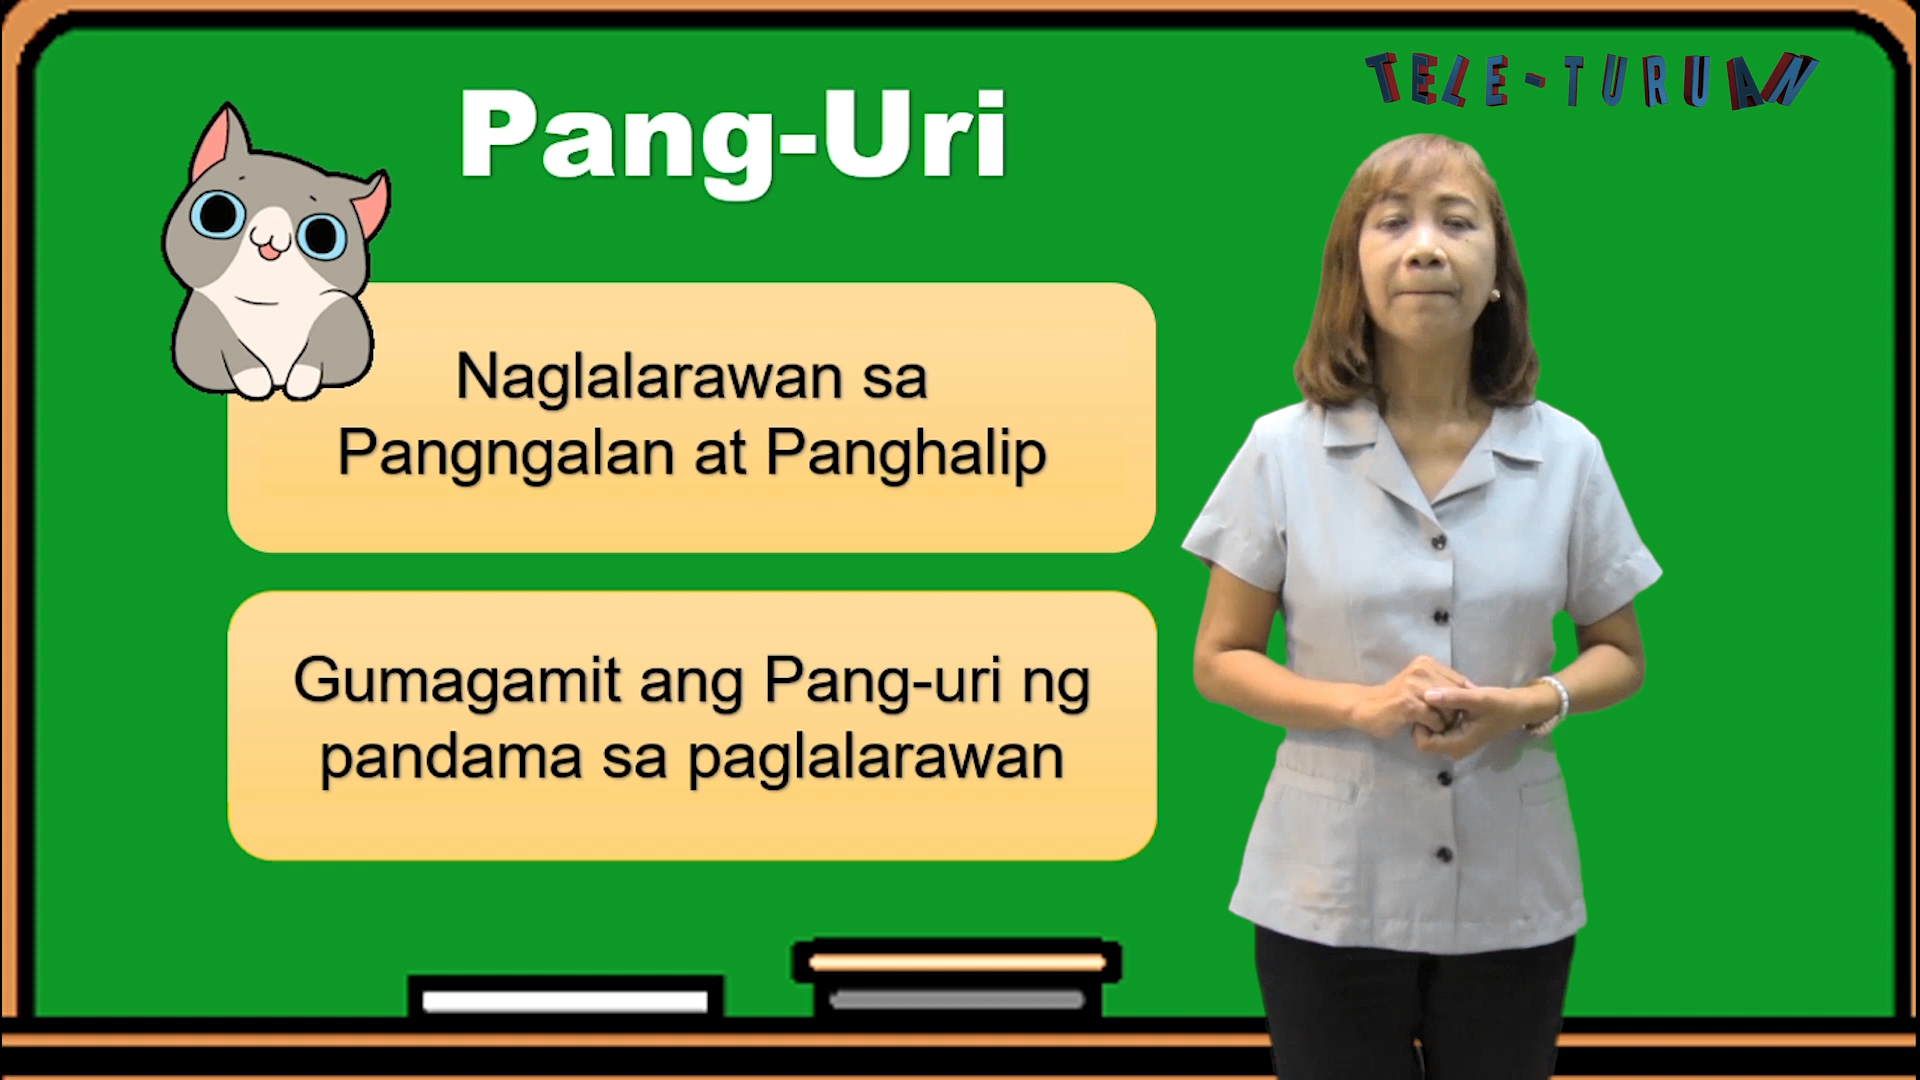 TELE-TURUAN
Pang-Uri
Naglalarawan sa
Pangngalan at Panghalip
Gumagamit ang Pang-uri ng
pandama sa paglalarawan